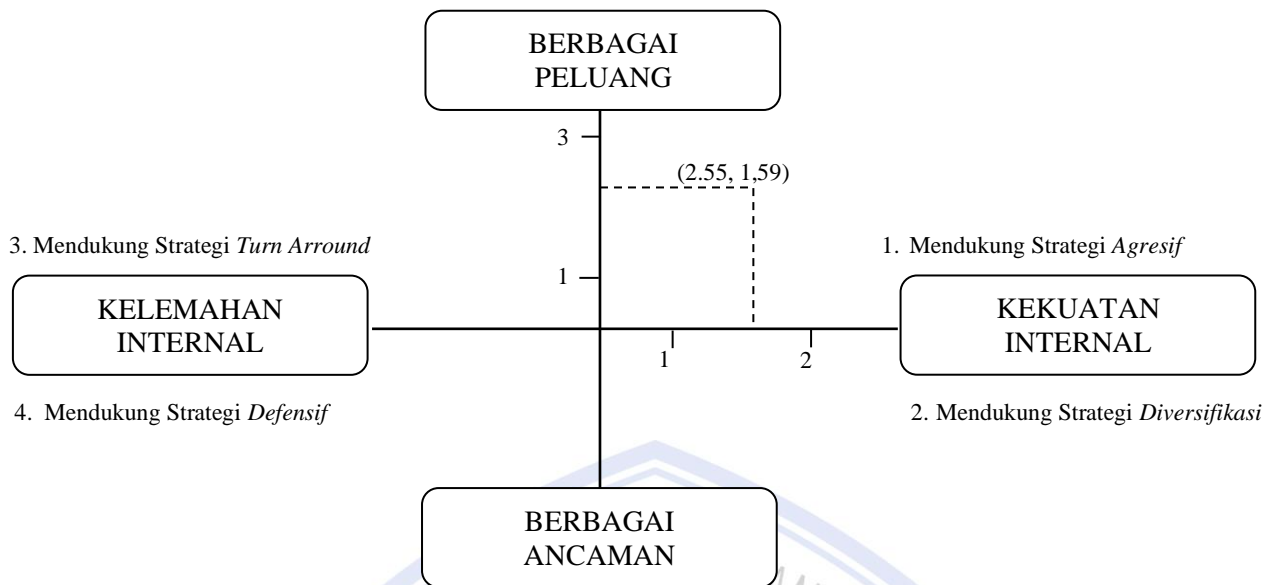 BERBAGAI
PELUANG
3
(2.55, 1,59)
3. Mendukung Strategi Turn Arround
1. Mendukung Strategi Agresif
1
KELEMAHAN
INTERNAL
KEKUATAN
INTERNAL
1
2
4. Mendukung Strategi Defensif
2. Mendukung Strategi Diversifikasi
BERBAGAI
ANCAMAN